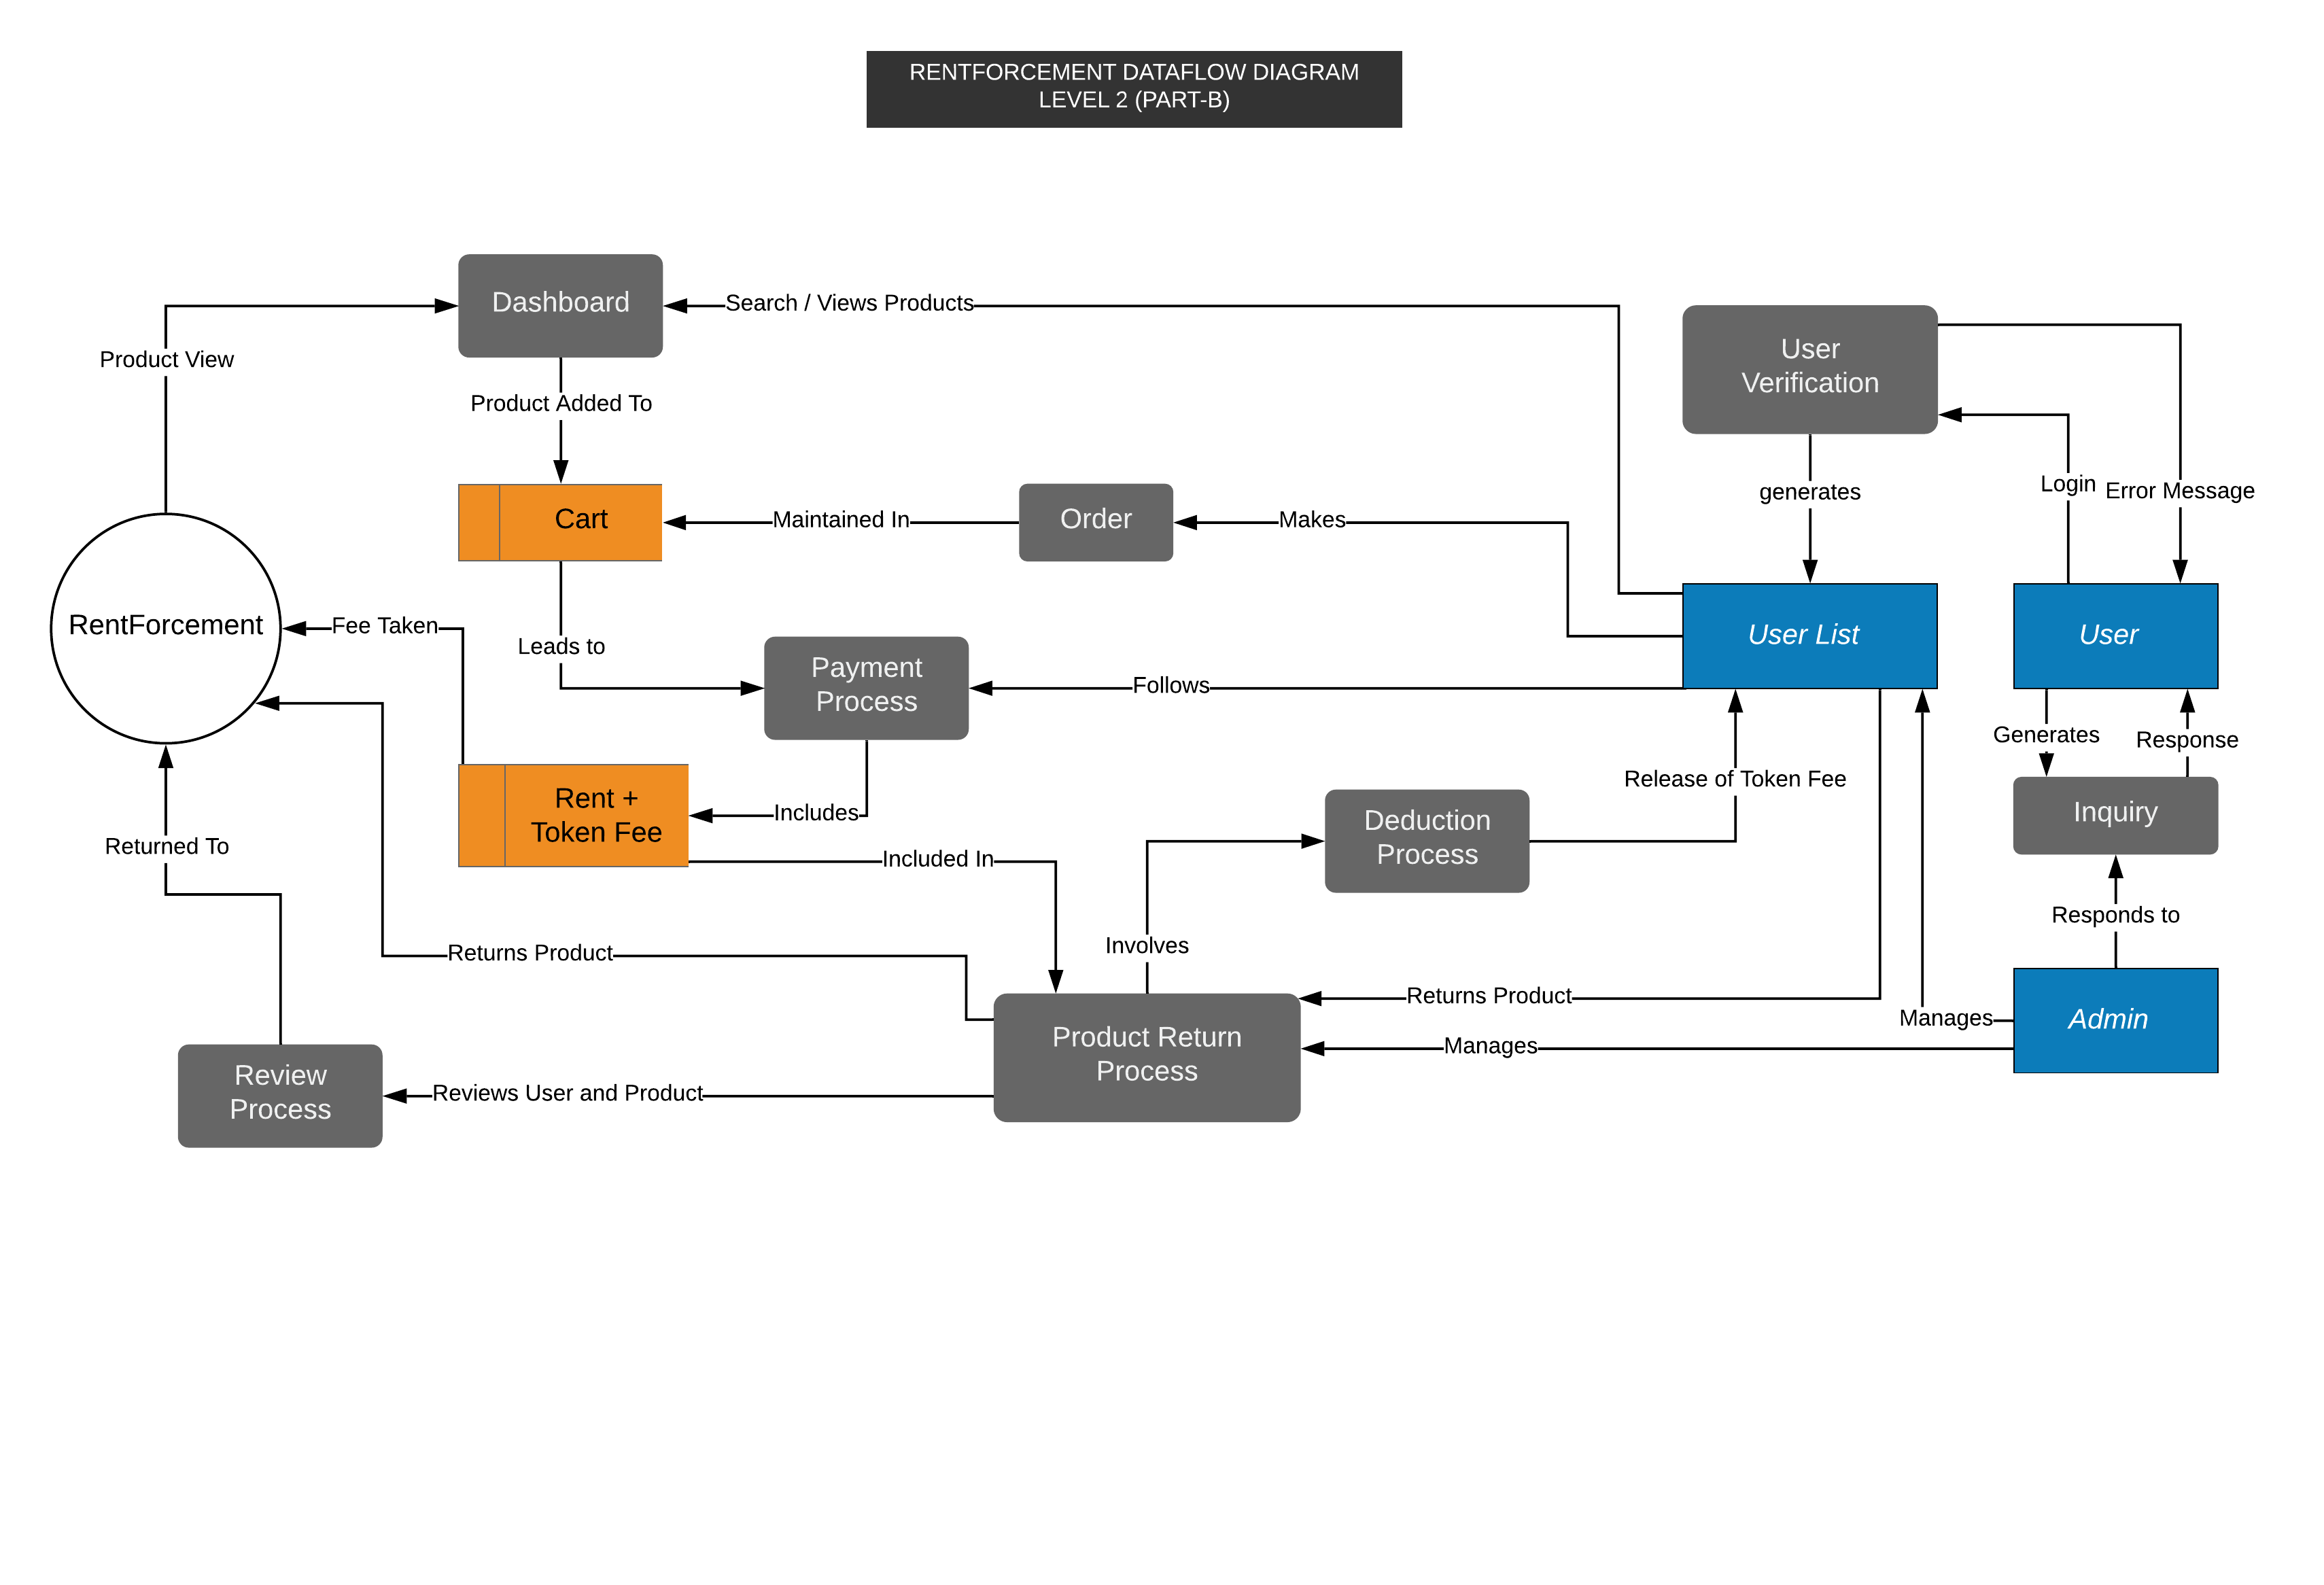 RENTFORCEMENT DATAFLOW DIAGRAM
LEVEL 2 (PART-B)
Dashboard
Search / Views Products
User
Verification
Product View
Product Added To
Login
Error Message
generates
Cart
Maintained In
Order
Makes
RentForcement
Fee Taken
Leads to
User List
User
Payment
Process
Follows
Generates
Response
Release of Token Fee
Rent +
Token Fee
Includes
Deduction
Process
Inquiry
Returned To
Included In
Responds to
Returns Product
Involves
Returns Product
Manages
Admin
Product Return
Process
Manages
Review
Process
Reviews User and Product